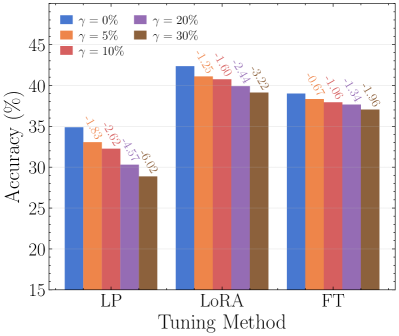 γ = 0%
γ = 5%
γ = 10%
γ = 20%
γ = 30%
Accuracy (%)
45
40
35
30
25
20
15
-1.83
-2.62
-4.57
-6.02
-1.25
-1.60
-2.44
-3.22
-0.67
-1.06
-1.34
-1.96
LP
LoRA
FT
Tuning Method